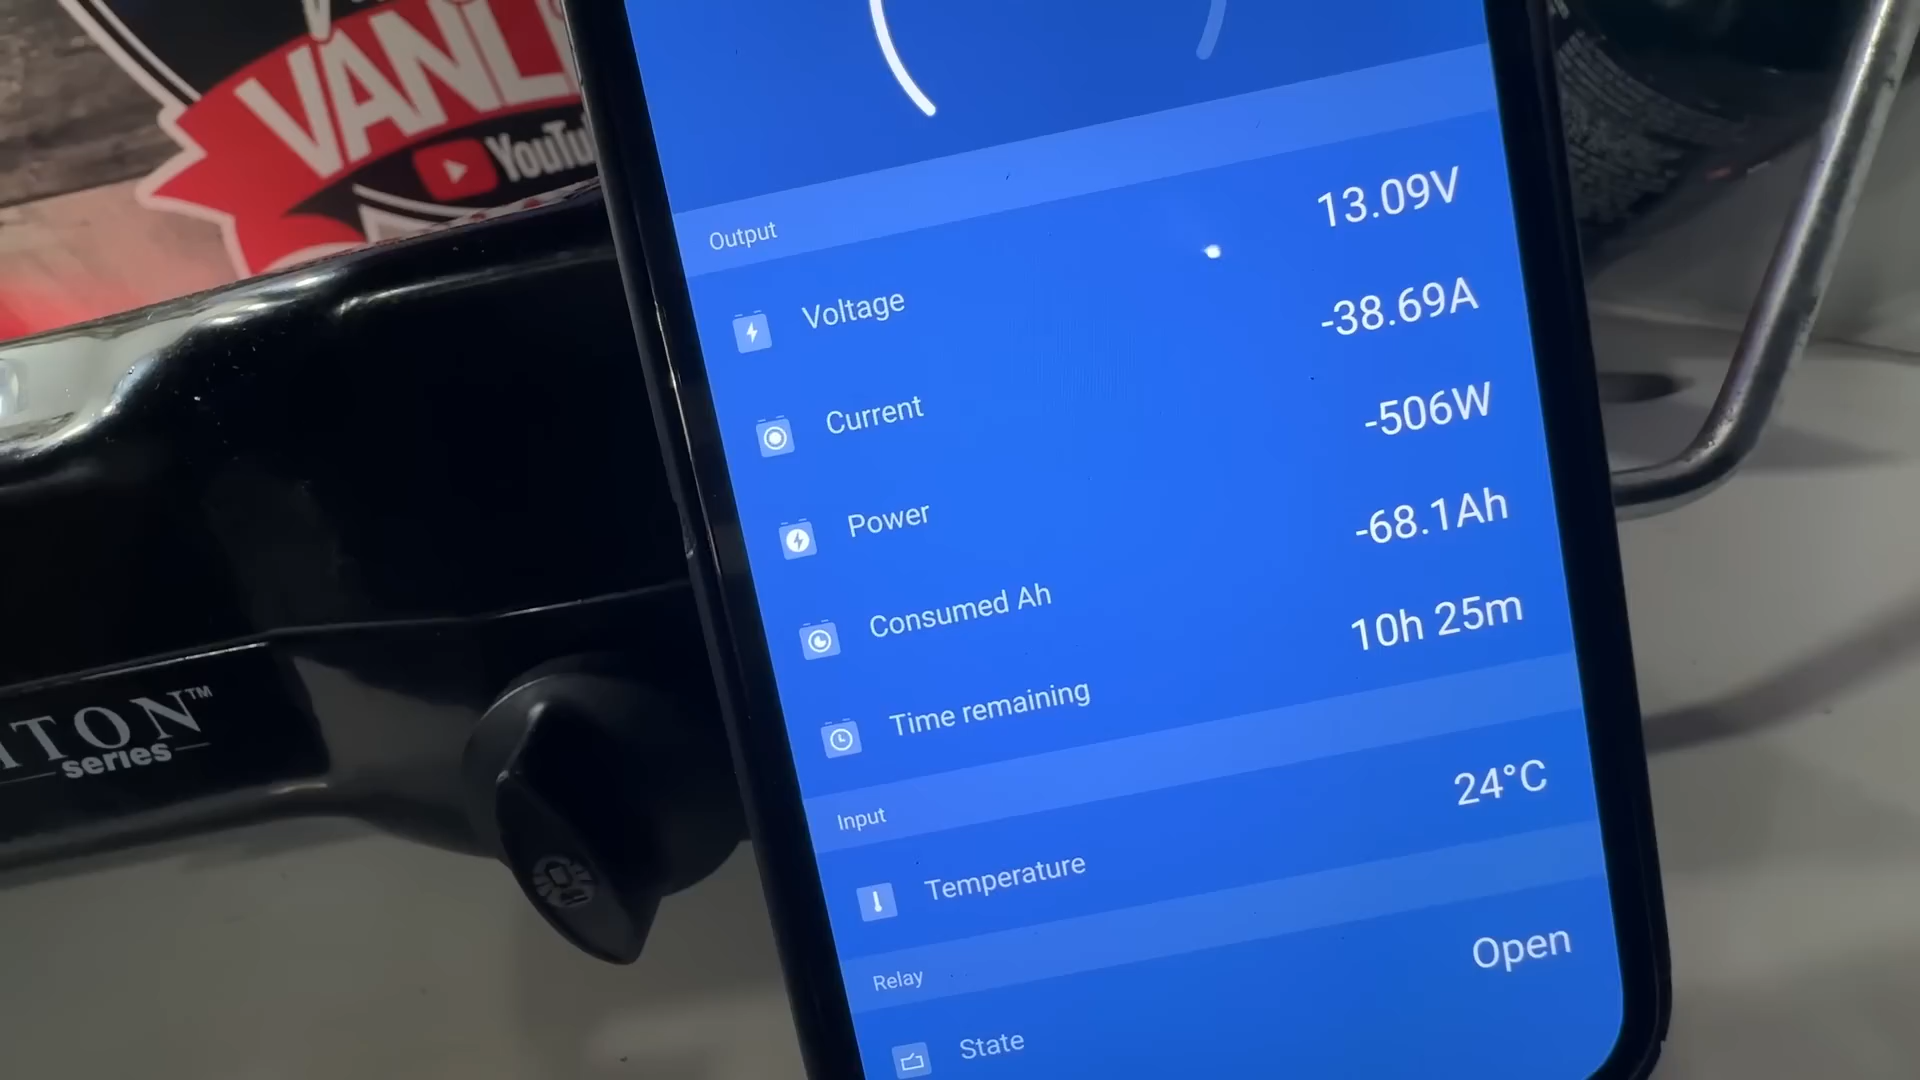 VANL
YouTu
Output
Voltage 13.09V
Current -38.69A
Power -506W
Consumed Ah -68.1Ah
Time remaining 10h 25m
Input
Temperature 24°C
Relay
State Open
ITON™
series